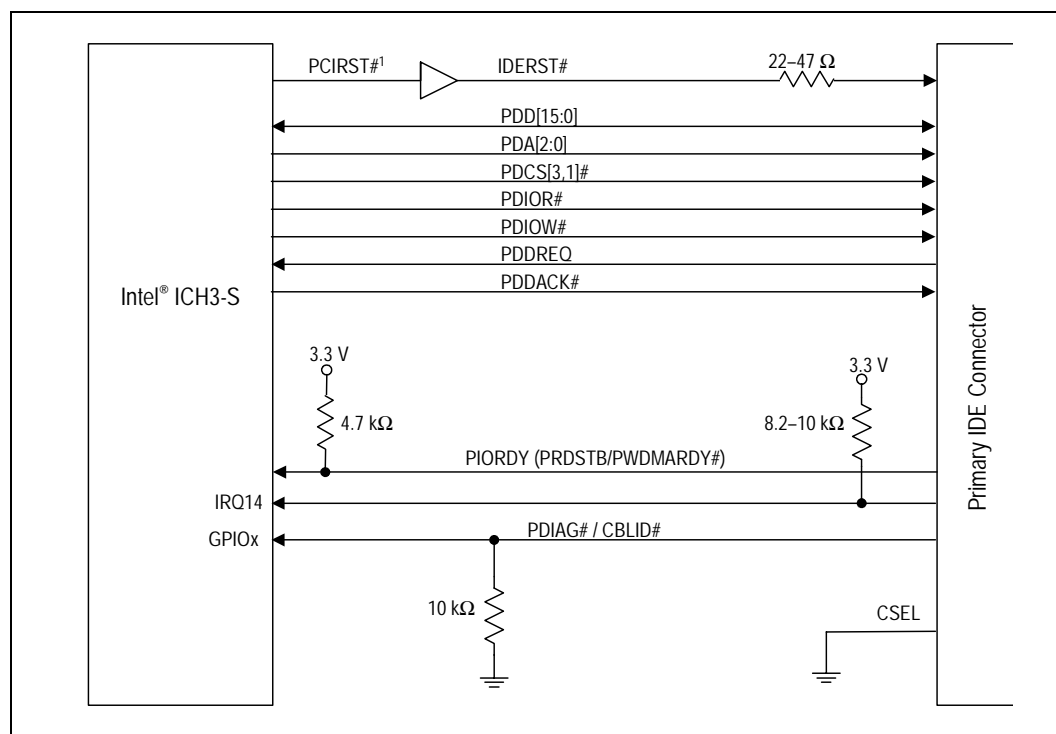 PCIRST#¹
IDERST#
22–47 Ω
PDD[15:0]
PDA[2:0]
PDCS[3,1]#
PDIOR#
PDIOW#
PDDREQ
PDDACK#
Intel® ICH3-S
3.3 V
4.7 kΩ
3.3 V
8.2–10 kΩ
Primary IDE Connector
PIORDY (PRDSTB/PWDMARDY#)
IRQ14
GPIOx
PDIAG# / CBLID#
10 kΩ
CSEL